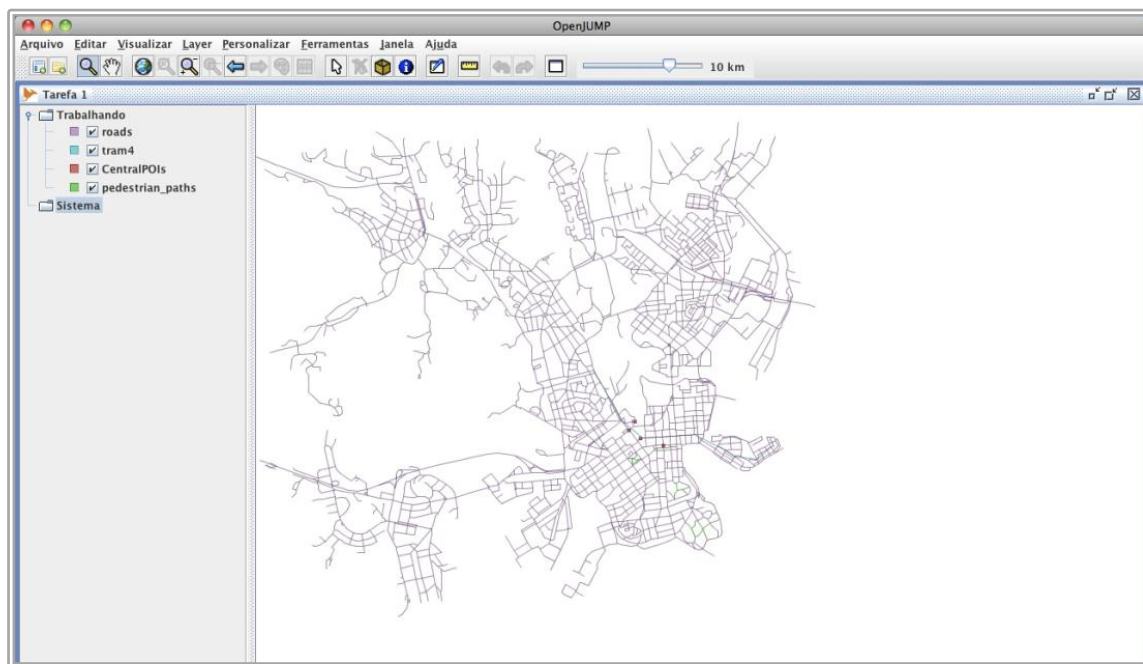 OpenJUMP
Arquivo Editar Visualizar Layer Personalizar Ferramentas Janela Ajuda
10 km
Tarefa 1
Trabalhando
roads
tram4
CentralPOIs
pedestrian_paths
Sistema